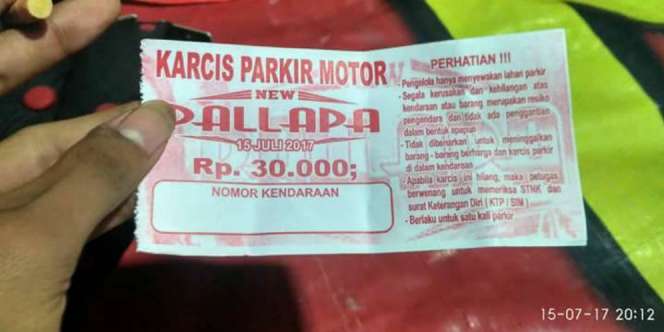 KARCIS PARKIR MOTOR
NEW
PALLAPA
15 JULI 2017
Rp. 30.000;
NOMOR KENDARAAN
PERHATIAN !!!
- Pengelola hanya menyewakan lahan parkir
- Segala kerusakan dan kehilangan atas
kendaraan atau barang merupakan resiko
pengendara dan tidak ada penggantian
dalam bentuk apapun
- Tidak dibenarkan untuk meninggalkan
barang - barang berharga dan karcis parkir
di dalam kendaraan
- Apabila karcis ini hilang, maka petugas
berwenang untuk memeriksa STNK dan
surat Keterangan Diri ( KTP / SIM )
- Berlaku untuk satu kali parkir
15-07-17 20:12